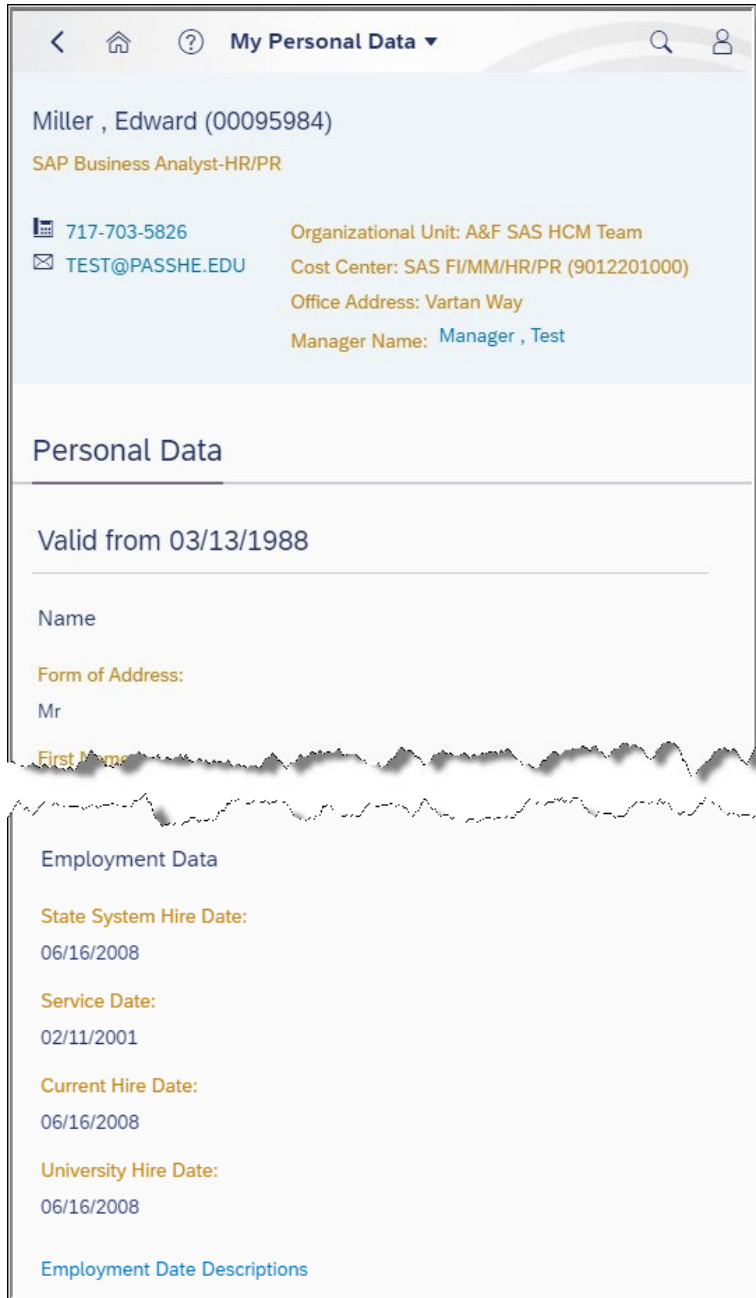 My Personal Data
Miller , Edward (00095984)
SAP Business Analyst-HR/PR
717-703-5826
TEST@PASSHE.EDU
Organizational Unit: A&F SAS HCM Team
Cost Center: SAS FI/MM/HR/PR (9012201000)
Office Address: Vartan Way
Manager Name: Manager , Test
Personal Data
Valid from 03/13/1988
Name
Form of Address:
Mr
First Name
Employment Data
State System Hire Date:
06/16/2008
Service Date:
02/11/2001
Current Hire Date:
06/16/2008
University Hire Date:
06/16/2008
Employment Date Descriptions